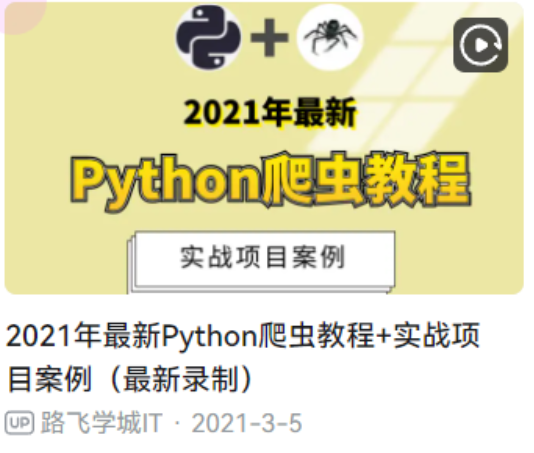 2021年最新
Python爬虫教程
实战项目案例
2021年最新Python爬虫教程+实战项
目案例（最新录制）
UP 路飞学城IT · 2021-3-5